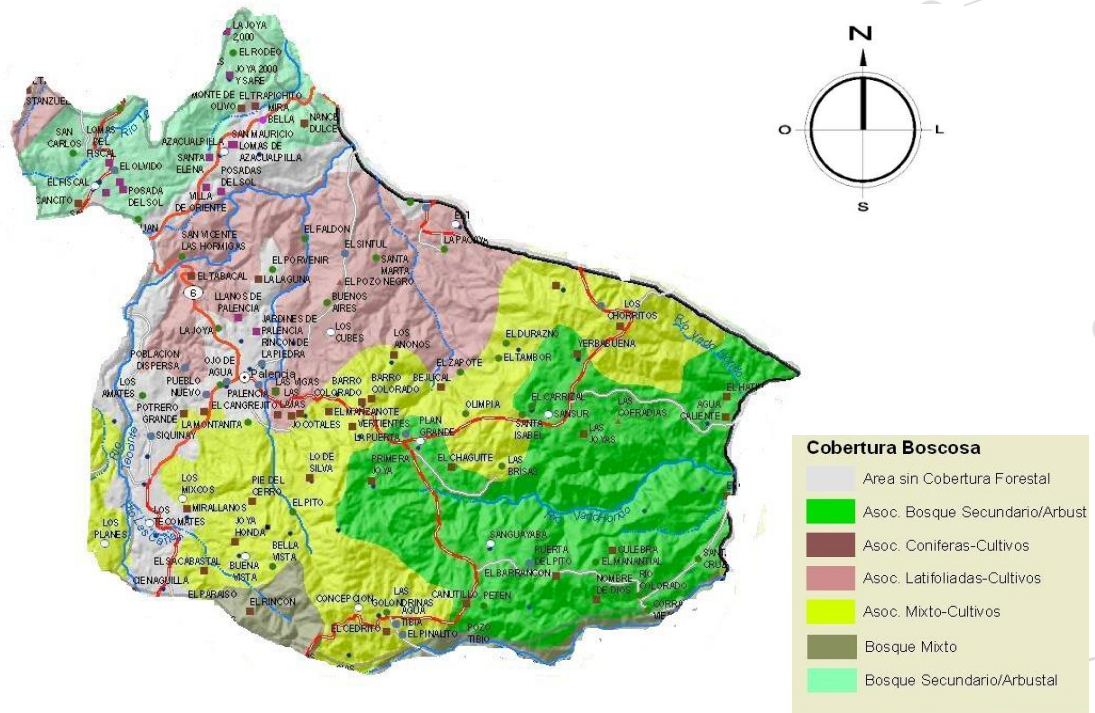 LA JOYA
2,000
EL RODEO
JOYA 2000
Y SARE
MONTE DE
OLIVO
EL TRAPICHITO
MIRA
BELLA
NANCE
DULCE
SAN
CARLOS
LOMAS
DEL
FISCAL
AZACUALPILLA
SAN MAURICIO
LOMAS DE
AZACUALPILLA
SANTA
ELENA
EL OLVIDO
EL FISCAL
POSADAS
DEL SOL
POSADA
DEL SOL
VILLA
DE ORIENTE
SAN VICENTE
LAS HORMIGAS
EL FALDON
EL SINTUL
LA PACAYA
SANTA
MARTA
EL POZO NEGRO
EL TABACAL
EL PORVENIR
LA LAGUNA
6
LLANOS DE
PALENCIA
BUENOS
AIRES
LA JOYA
JARDINES DE
PALENCIA
RINCON DE
LA PIEDRA
LOS
CUBES
LOS
ANONOS
LOS
CHORRITOS
EL DURAZNO
EL TAMBOR
YERBABUENA
POBLACION
DISPERSA
OJO DE
AGUA
Palencia
EL ZAPOTE
LOS
AMATES
PUEBLO
NUEVO
PALENCIA
LAS VIGAS
LAS
BARRO
COLORADO
BARRO
COLORADO
BEJUCAL
EL CARRIZAL
LAS
COFRADIAS
AGUA
CALIENTE
POTRERO
GRANDE
EL CANGREJITO
LA MONTANITA
JOCOTALES
EL MANZANOTE
VERTIENTES
OLIMPIA
SANSUR
SANTA
ISABEL
LAS
JOYAS
SIQUINAY
LA PUERTA
PLAN
GRANDE
PRIMERA
JOYA
EL CHAGUITE
LAS
BRISAS
LO DE
SILVA
LOS
MIXCOS
PIE DEL
CERRO
EL PITO
MIRALLANOS
LOS
TECOMATES
LOS
PLANES
JOYA
HONDA
BELLA
VISTA
SANGUAYABA
PUERTA
DEL PITO
CULEBRA
EL MANANTIAL
EL SACABASTAL
BUENA
VISTA
EL BARRANCON
NOMBRE
DE DIOS
RIO
COLORADO
CIENAGUILLA
EL PARAISO
EL RINCON
CONCEPCION
LAS
GOLONDRINAS
CANUTILLO
PETEN
AGUA
TIBIA
EL CEDRITO
EL PINALITO
POZO
TIBIO
N
O
L
S
Cobertura Boscosa
Area sin Cobertura Forestal
Asoc. Bosque Secundario/Arbust
Asoc. Coniferas-Cultivos
Asoc. Latifoliadas-Cultivos
Asoc. Mixto-Cultivos
Bosque Mixto
Bosque Secundario/Arbustal